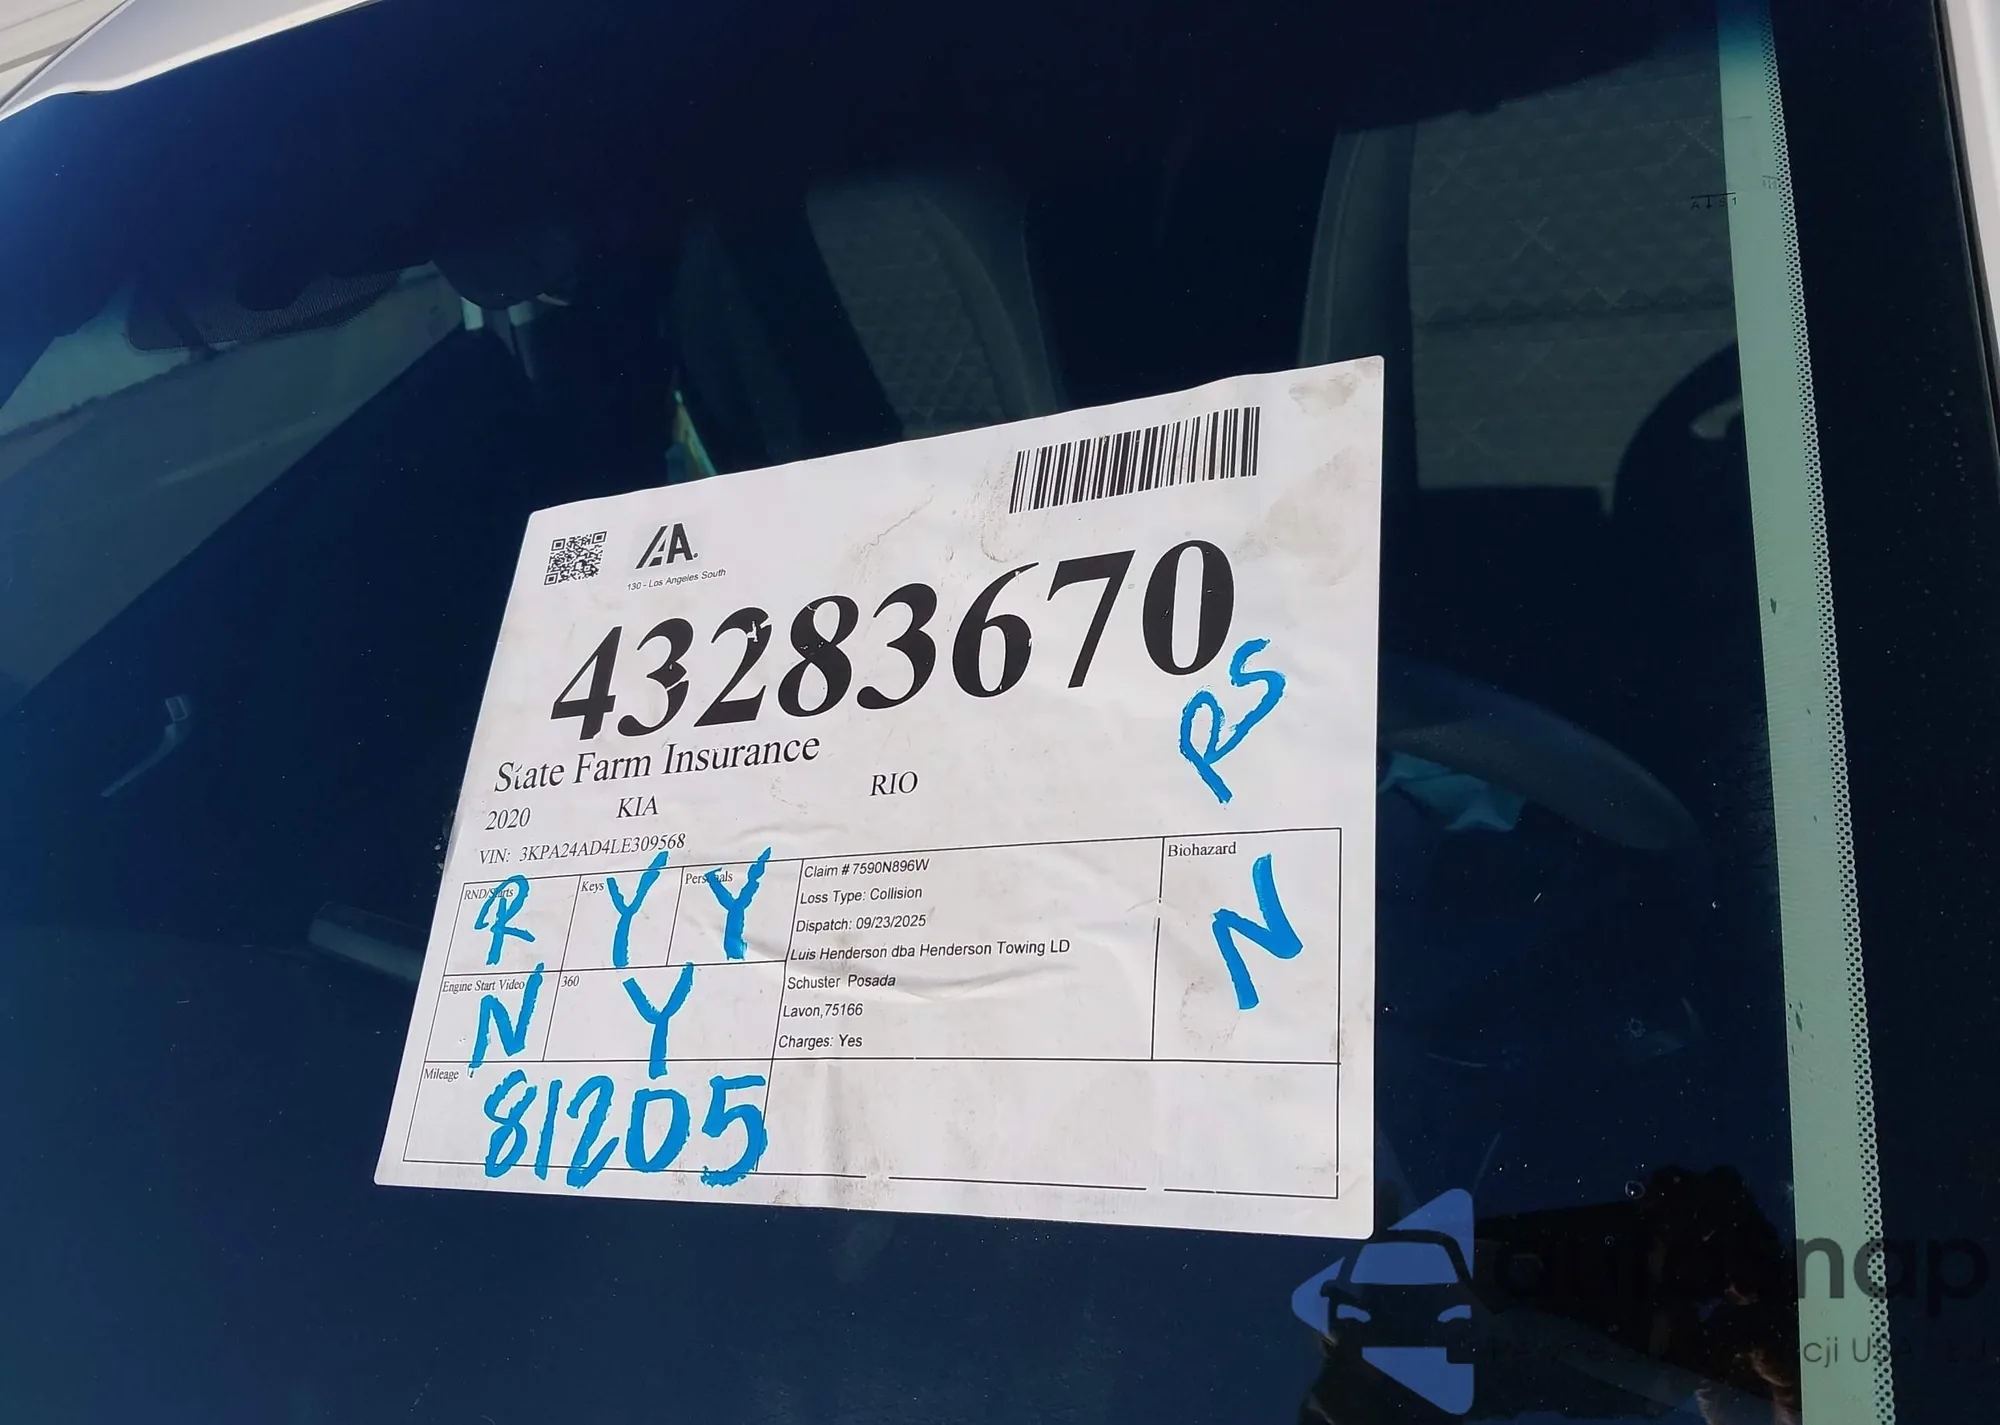 IAA.
130 - Los Angeles South
43283670
RS
State Farm Insurance
2020 KIA RIO
VIN: 3KPA24AD4LE309568
RND/Starts R
Keys Y
Personals Y
Claim # 7590N896W
Loss Type: Collision
Dispatch: 09/23/2025
Luis Henderson dba Henderson Towing LD
Schuster Posada
Lavon,75166
Charges: Yes
Biohazard N
Engine Start Video N
360 Y
Mileage 81205
autosnap